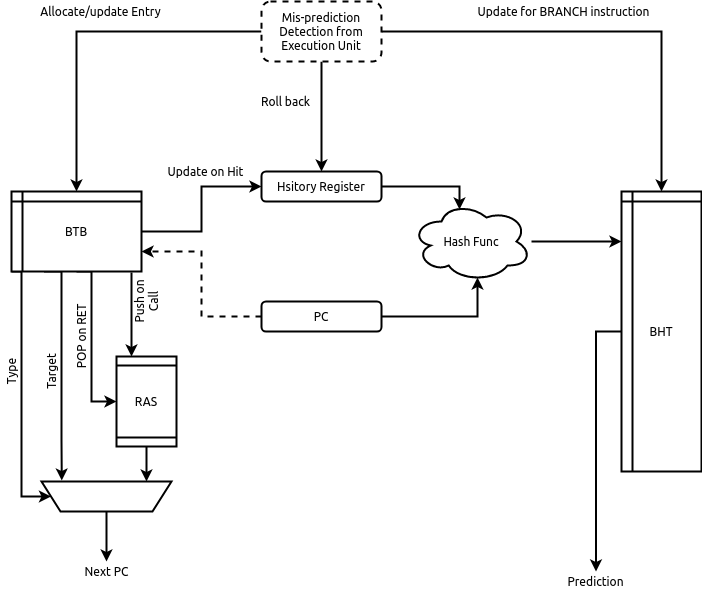 Allocate/update Entry
Mis-prediction
Detection from
Execution Unit
Update for BRANCH instruction
Roll back
Update on Hit
Hsitory Register
BTB
Hash Func
PC
BHT
Type
Target
POP on RET
Push on
Call
RAS
Next PC
Prediction